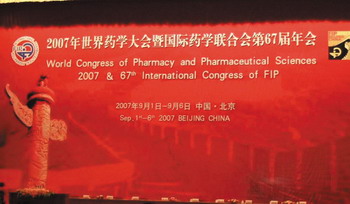 2007年世界药学大会暨国际药学联合会第67届年会
World Congress of Pharmacy and Pharmaceutical Sciences
2007 & 67th International Congress of FIP
2007年9月1日—9月6日 中国·北京
Sep.1st—6th 2007 BEIJING CHINA